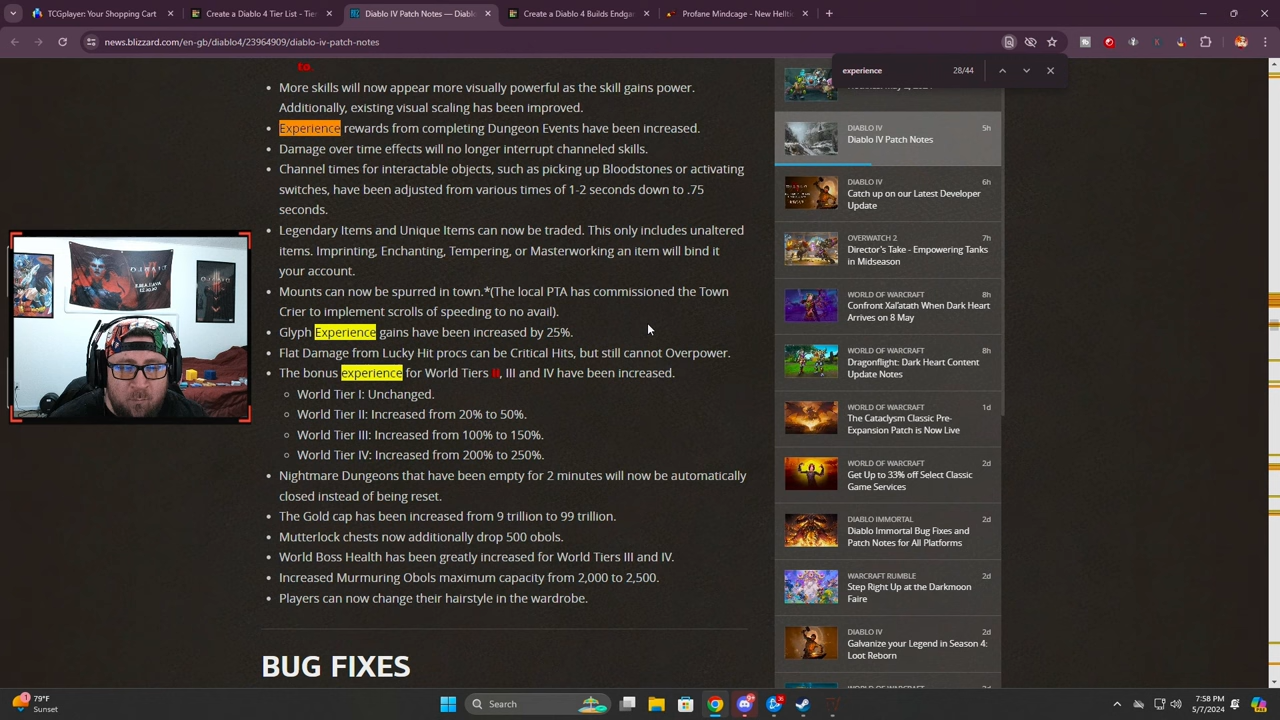 TCGplayer: Your Shopping Cart
Create a Diablo 4 Tier List - Tier
Diablo IV Patch Notes — Diabl
Create a Diablo 4 Builds Endga
Profane Mindcage - New Hellti
news.blizzard.com/en-gb/diablo4/23964909/diablo-iv-patch-notes
experience
28/44
to.
More skills will now appear more visually powerful as the skill gains power.
Additionally, existing visual scaling has been improved.
Experience rewards from completing Dungeon Events have been increased.
Damage over time effects will no longer interrupt channeled skills.
Channel times for interactable objects, such as picking up Bloodstones or activating
switches, have been adjusted from various times of 1-2 seconds down to .75
seconds.
Legendary Items and Unique Items can now be traded. This only includes unaltered
items. Imprinting, Enchanting, Tempering, or Masterworking an item will bind it
your account.
Mounts can now be spurred in town.*(The local PTA has commissioned the Town
Crier to implement scrolls of speeding to no avail).
Glyph Experience gains have been increased by 25%.
Flat Damage from Lucky Hit procs can be Critical Hits, but still cannot Overpower.
The bonus experience for World Tiers II, III and IV have been increased.
World Tier I: Unchanged.
World Tier II: Increased from 20% to 50%.
World Tier III: Increased from 100% to 150%.
World Tier IV: Increased from 200% to 250%.
Nightmare Dungeons that have been empty for 2 minutes will now be automatically
closed instead of being reset.
The Gold cap has been increased from 9 trillion to 99 trillion.
Mutterlock chests now additionally drop 500 obols.
World Boss Health has been greatly increased for World Tiers III and IV.
Increased Murmuring Obols maximum capacity from 2,000 to 2,500.
Players can now change their hairstyle in the wardrobe.
BUG FIXES
DIABLO IV 5h
Diablo IV Patch Notes
DIABLO IV 6h
Catch up on our Latest Developer
Update
OVERWATCH 2 7h
Director's Take - Empowering Tanks
in Midseason
WORLD OF WARCRAFT 8h
Confront Xal'atath When Dark Heart
Arrives on 8 May
WORLD OF WARCRAFT 8h
Dragonflight: Dark Heart Content
Update Notes
WORLD OF WARCRAFT 1d
The Cataclysm Classic Pre-
Expansion Patch is Now Live
WORLD OF WARCRAFT 2d
Get Up to 33% off Select Classic
Game Services
DIABLO IMMORTAL 2d
Diablo Immortal Bug Fixes and
Patch Notes for All Platforms
WARCRAFT RUMBLE 2d
Step Right Up at the Darkmoon
Faire
DIABLO IV 2d
Galvanize your Legend in Season 4:
Loot Reborn
79°F
Sunset
Search
7:58 PM
5/7/2024